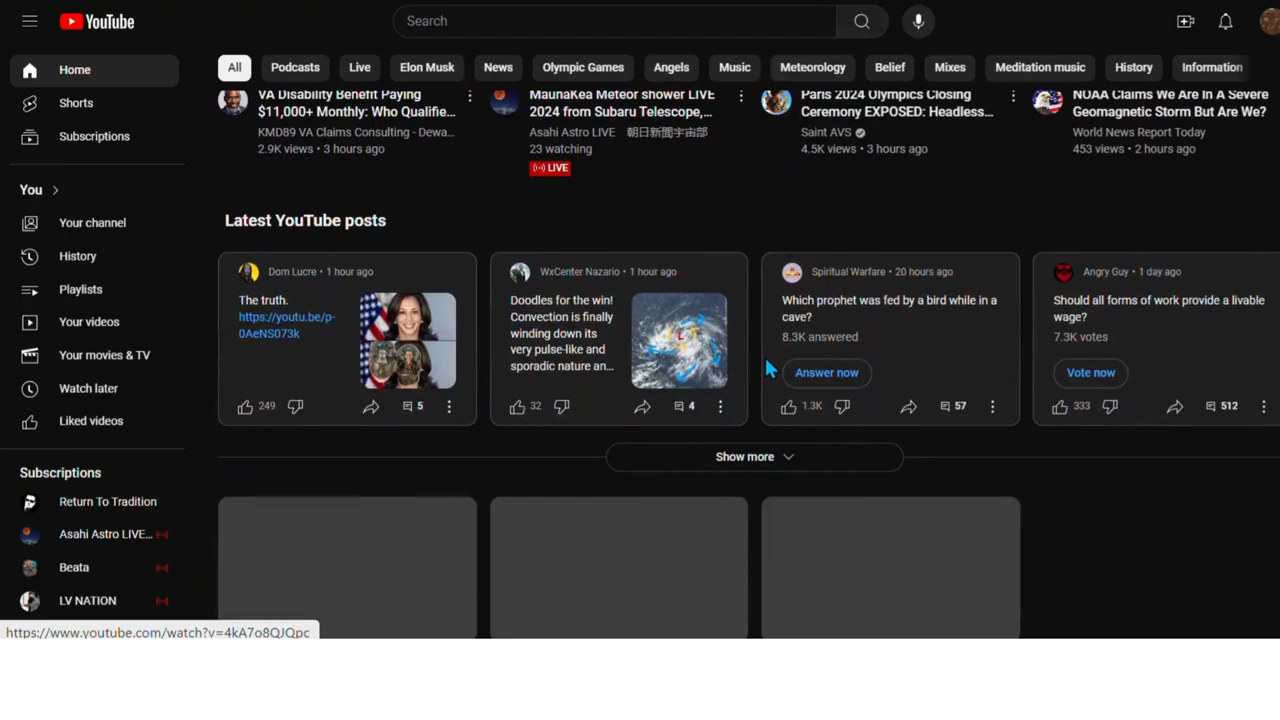 YouTube
Search
Home
Shorts
Subscriptions
You
Your channel
History
Playlists
Your videos
Your movies & TV
Watch later
Liked videos
Subscriptions
Return To Tradition
Asahi Astro LIVE...
Beata
LV NATION
All
Podcasts
Live
Elon Musk
News
Olympic Games
Angels
Music
Meteorology
Belief
Mixes
Meditation music
History
Information
VA Disability Benefit Paying
$11,000+ Monthly: Who Qualifie...
KMD89 VA Claims Consulting - Dewa...
2.9K views • 3 hours ago
MaunaKea Meteor shower LIVE
2024 from Subaru Telescope,...
Asahi Astro LIVE 朝日新聞宇宙部
23 watching
LIVE
Paris 2024 Olympics Closing
Ceremony EXPOSED: Headless...
Saint AVS
4.5K views • 3 hours ago
NOAA Claims We Are In A Severe
Geomagnetic Storm But Are We?
World News Report Today
453 views • 2 hours ago
Latest YouTube posts
Dom Lucre • 1 hour ago
The truth.
https://youtu.be/p-
0AeNS073k
249
5
WxCenter Nazario • 1 hour ago
Doodles for the win!
Convection is finally
winding down its
very pulse-like and
sporadic nature an...
32
4
Spiritual Warfare • 20 hours ago
Which prophet was fed by a bird while in a
cave?
8.3K answered
Answer now
1.3K
57
Angry Guy • 1 day ago
Should all forms of work provide a livable
wage?
7.3K votes
Vote now
333
512
Show more
https://www.youtube.com/watch?v=4kA7o8QJQpc